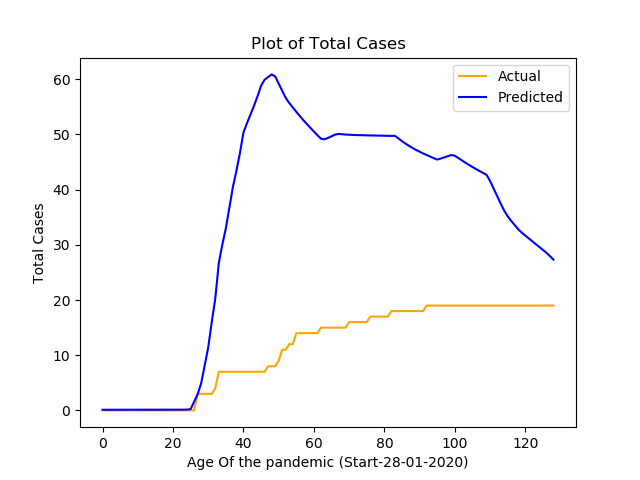 Plot of Total Cases
Actual
Predicted
Total Cases
60
50
40
30
20
10
0
0 20 40 60 80 100 120
Age Of the pandemic (Start-28-01-2020)